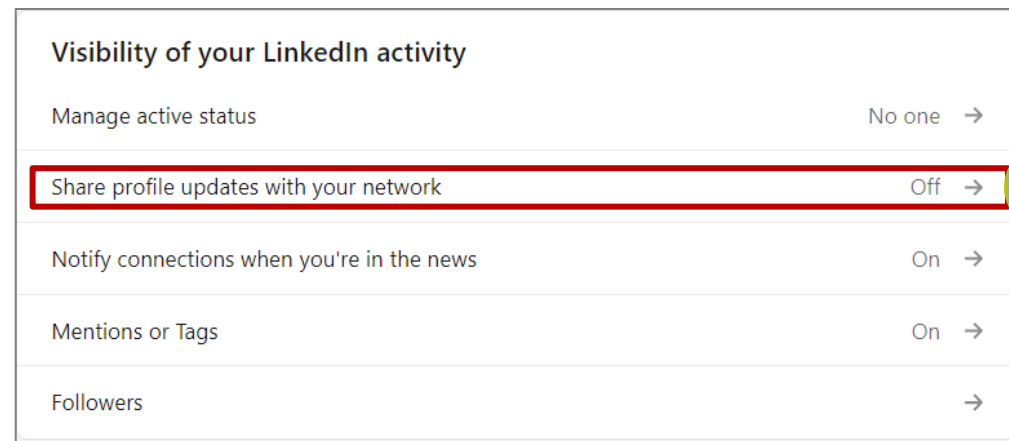 Visibility of your LinkedIn activity
Manage active status No one →
Share profile updates with your network Off →
Notify connections when you're in the news On →
Mentions or Tags On →
Followers →